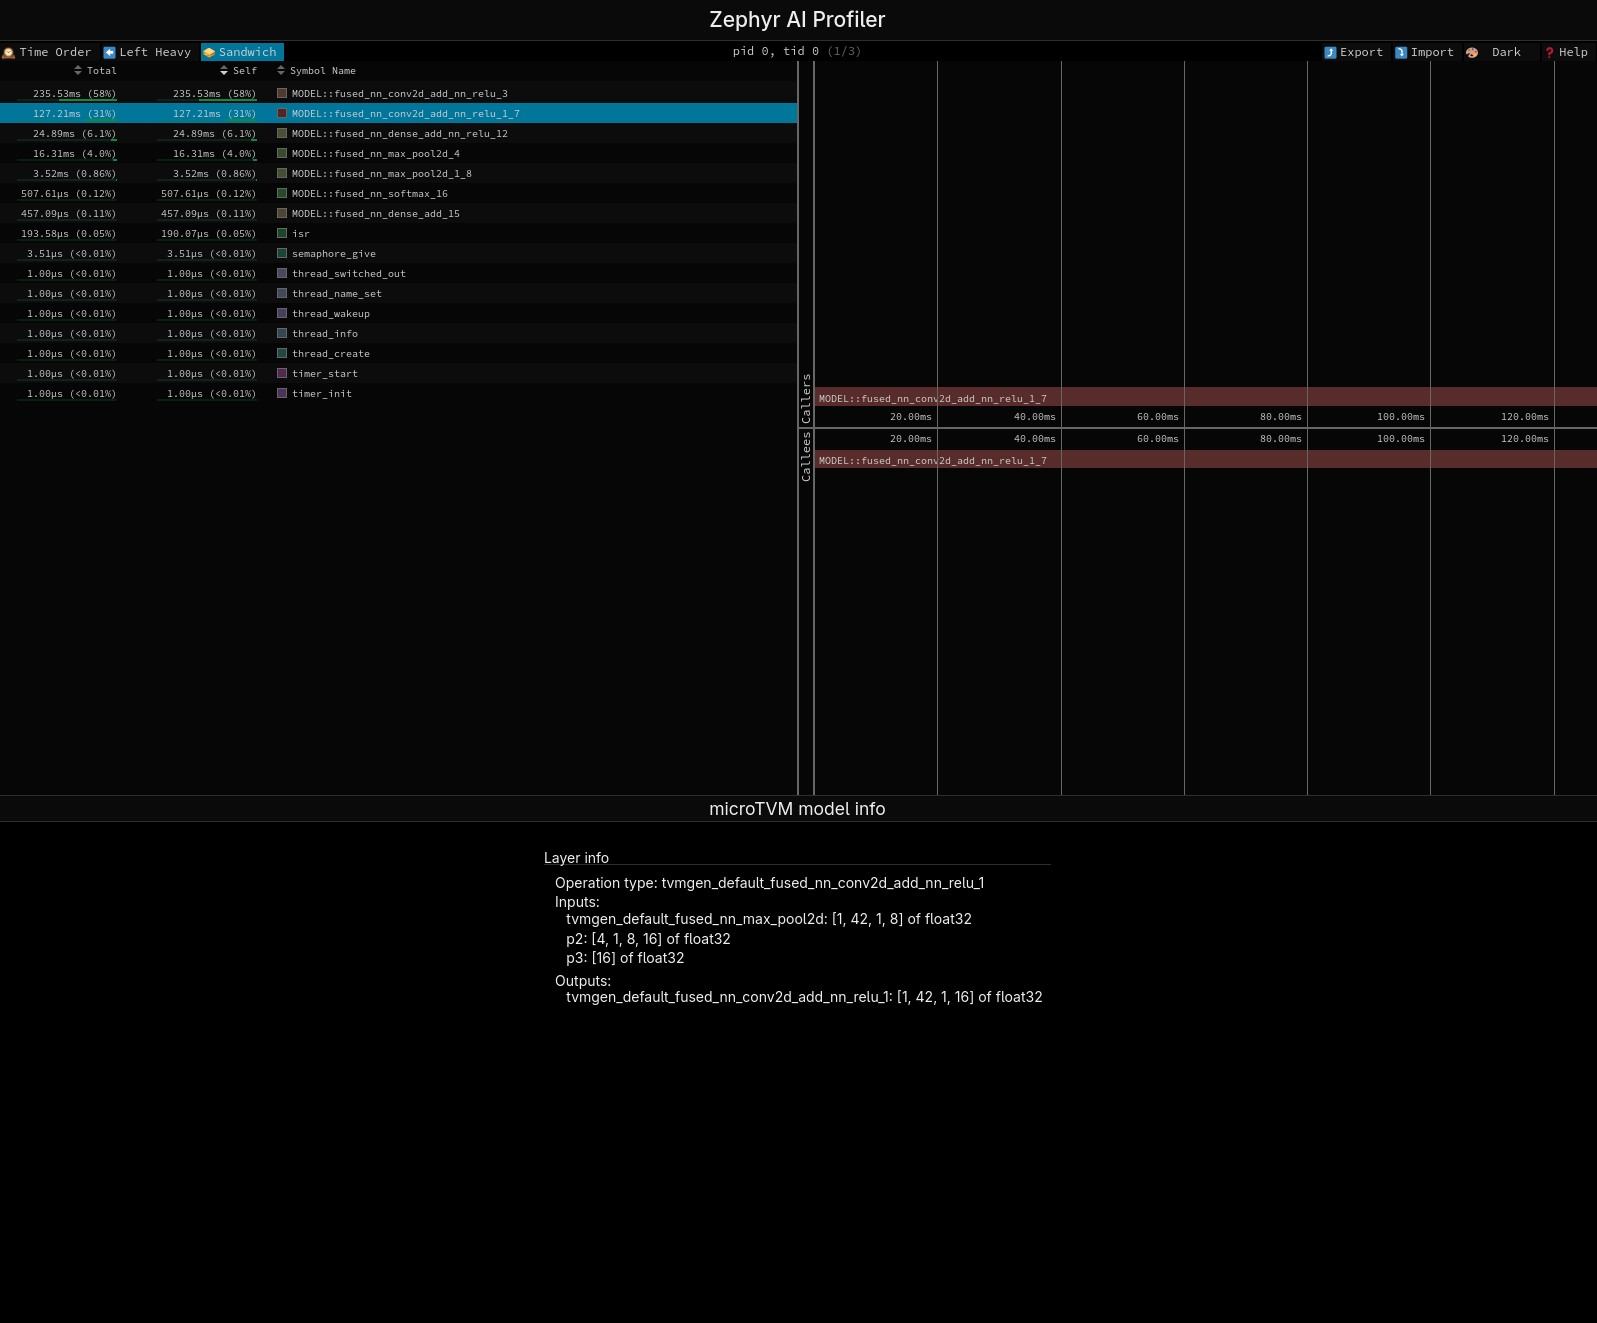 Zephyr AI Profiler
Time Order Left Heavy Sandwich pid 0, tid 0 (1/3) Export Import Dark Help
Total Self Symbol Name
235.53ms (58%) 235.53ms (58%) MODEL::fused_nn_conv2d_add_nn_relu_3
127.21ms (31%) 127.21ms (31%) MODEL::fused_nn_conv2d_add_nn_relu_1_7
24.89ms (6.1%) 24.89ms (6.1%) MODEL::fused_nn_dense_add_nn_relu_12
16.31ms (4.0%) 16.31ms (4.0%) MODEL::fused_nn_max_pool2d_4
3.52ms (0.86%) 3.52ms (0.86%) MODEL::fused_nn_max_pool2d_1_8
507.61µs (0.12%) 507.61µs (0.12%) MODEL::fused_nn_softmax_16
457.09µs (0.11%) 457.09µs (0.11%) MODEL::fused_nn_dense_add_15
193.58µs (0.05%) 190.07µs (0.05%) isr
3.51µs (<0.01%) 3.51µs (<0.01%) semaphore_give
1.00µs (<0.01%) 1.00µs (<0.01%) thread_switched_out
1.00µs (<0.01%) 1.00µs (<0.01%) thread_name_set
1.00µs (<0.01%) 1.00µs (<0.01%) thread_wakeup
1.00µs (<0.01%) 1.00µs (<0.01%) thread_info
1.00µs (<0.01%) 1.00µs (<0.01%) thread_create
1.00µs (<0.01%) 1.00µs (<0.01%) timer_start
1.00µs (<0.01%) 1.00µs (<0.01%) timer_init
Callers
MODEL::fused_nn_conv2d_add_nn_relu_1_7
20.00ms 40.00ms 60.00ms 80.00ms 100.00ms 120.00ms
Callees
20.00ms 40.00ms 60.00ms 80.00ms 100.00ms 120.00ms
MODEL::fused_nn_conv2d_add_nn_relu_1_7
microTVM model info
Layer info
Operation type: tvmgen_default_fused_nn_conv2d_add_nn_relu_1
Inputs:
tvmgen_default_fused_nn_max_pool2d: [1, 42, 1, 8] of float32
p2: [4, 1, 8, 16] of float32
p3: [16] of float32
Outputs:
tvmgen_default_fused_nn_conv2d_add_nn_relu_1: [1, 42, 1, 16] of float32